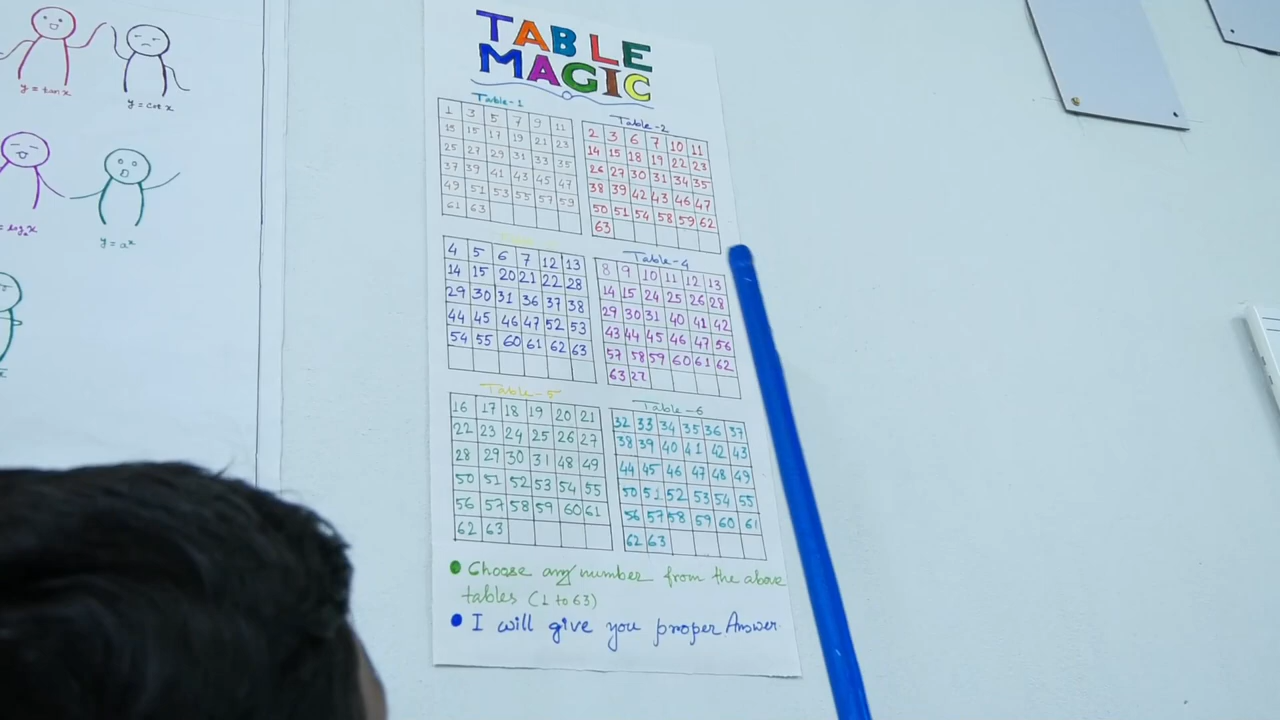 y = tan x
y = cot x
y = aˣ
TABLE
MAGIC
Table-1
1 3 5 7 9 11
15 15 17 19 21 23
25 27 29 31 33 35
37 39 41 43 45 47
49 51 53 55 57 59
61 63
Table-2
2 3 6 7 10 11
14 15 18 19 22 23
26 27 30 31 34 35
38 39 42 43 46 47
50 51 54 58 59 62
63
4 5 6 7 12 13
14 15 20 21 22 28
29 30 31 36 37 38
44 45 46 47 52 53
54 55 60 61 62 63
Table-4
8 9 10 11 12 13
14 15 24 25 26 28
29 30 31 40 41 42
43 44 45 46 47 56
57 58 59 60 61 62
63 27
Table-5
16 17 18 19 20 21
22 23 24 25 26 27
28 29 30 31 48 49
50 51 52 53 54 55
56 57 58 59 60 61
62 63
Table-6
32 33 34 35 36 37
38 39 40 41 42 43
44 45 46 47 48 49
50 51 52 53 54 55
56 57 58 59 60 61
62 63
Choose any number from the above
tables (1 to 63)
I will give you proper Answer